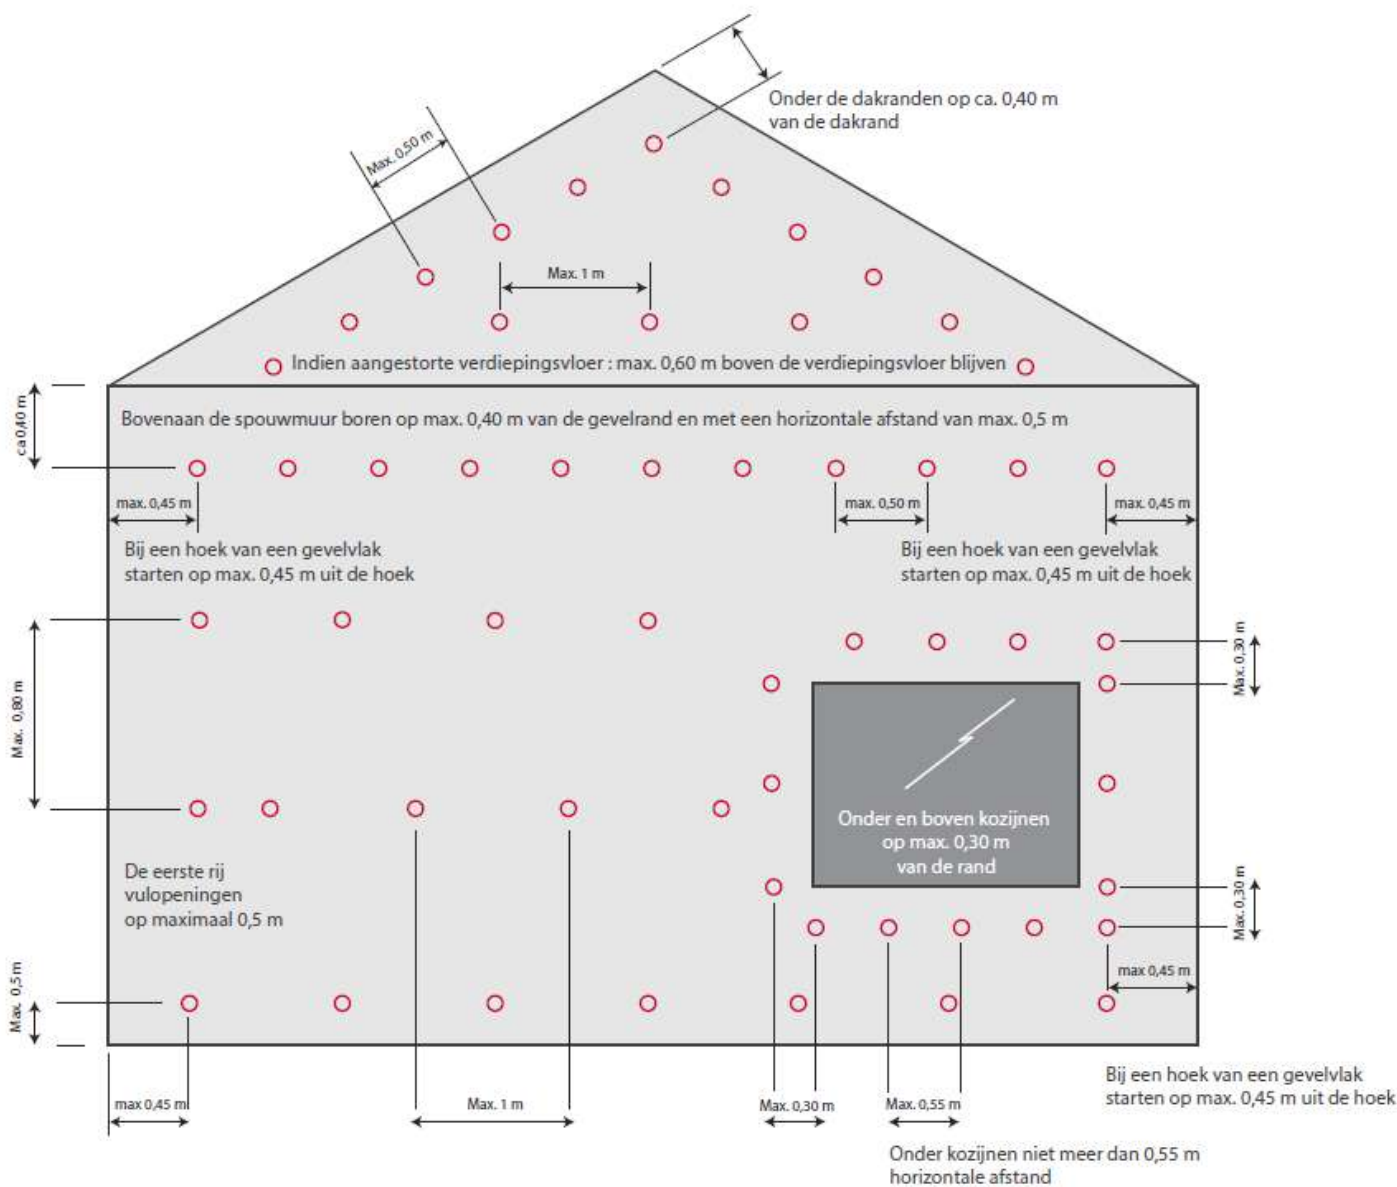 Onder de dakranden op ca. 0,40 m
van de dakrand
Max. 0,50 m
Max. 1 m
Indien aangestorte verdiepingsvloer : max. 0,60 m boven de verdiepingsvloer blijven
ca 0,40 m
Bovenaan de spouwmuur boren op max. 0,40 m van de gevelrand en met een horizontale afstand van max. 0,5 m
max. 0,45 m
max. 0,50 m
max. 0,45 m
Bij een hoek van een gevelvlak
starten op max. 0,45 m uit de hoek
Bij een hoek van een gevelvlak
starten op max. 0,45 m uit de hoek
Max. 0,80 m
Max. 0,30 m
Onder en boven kozijnen
op max. 0,30 m
van de rand
De eerste rij
vulopeningen
op maximaal 0,5 m
Max. 0,30 m
max 0,45 m
Max. 0,5 m
max 0,45 m
Max. 1 m
Max. 0,30 m
Max. 0,55 m
Bij een hoek van een gevelvlak
starten op max. 0,45 m uit de hoek
Onder kozijnen niet meer dan 0,55 m
horizontale afstand